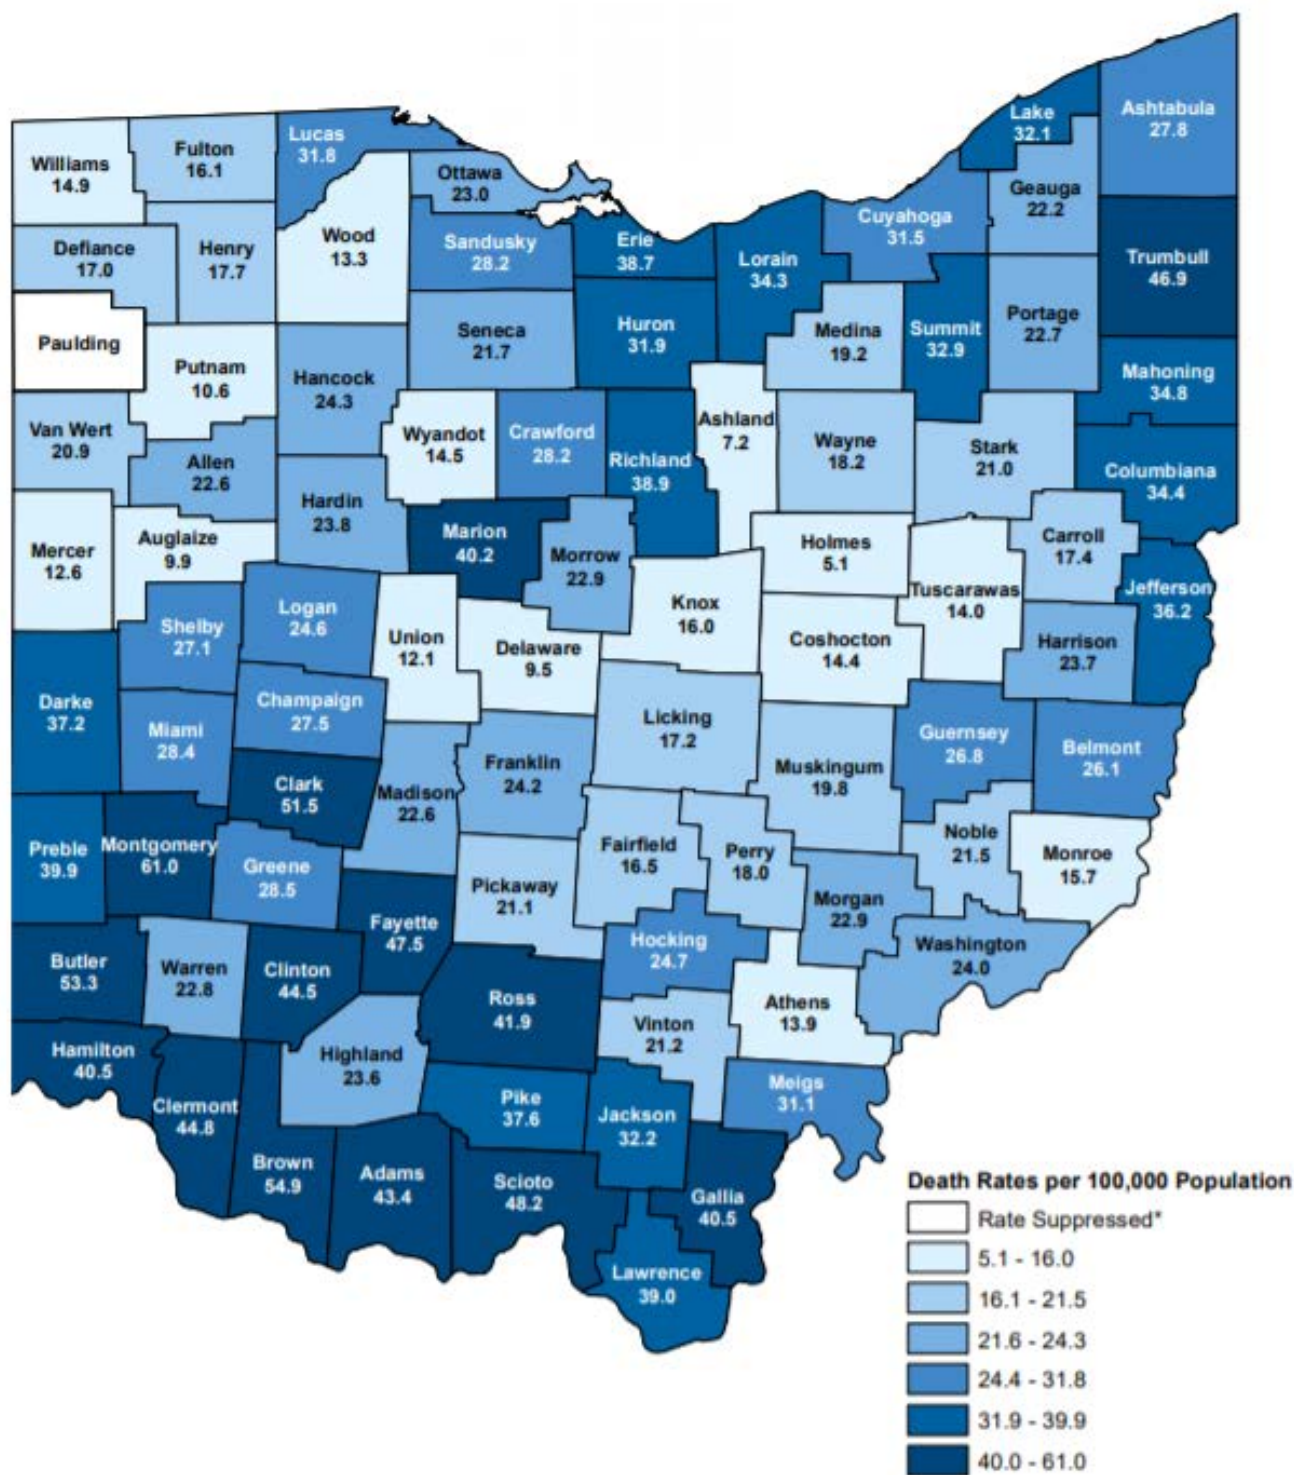 Lake
32.1
Ashtabula
27.8
Lucas
31.8
Fulton
16.1
Williams
14.9
Ottawa
23.0
Geauga
22.2
Cuyahoga
31.5
Wood
13.3
Sandusky
28.2
Erie
38.7
Lorain
34.3
Defiance
17.0
Henry
17.7
Trumbull
46.9
Paulding
Seneca
21.7
Huron
31.9
Medina
19.2
Summit
32.9
Portage
22.7
Putnam
10.6
Hancock
24.3
Mahoning
34.8
Van Wert
20.9
Wyandot
14.5
Crawford
28.2
Ashland
7.2
Wayne
18.2
Stark
21.0
Allen
22.6
Richland
38.9
Columbiana
34.4
Hardin
23.8
Mercer
12.6
Auglaize
9.9
Marion
40.2
Morrow
22.9
Holmes
5.1
Carroll
17.4
Tuscarawas
14.0
Jefferson
36.2
Logan
24.6
Knox
16.0
Shelby
27.1
Union
12.1
Delaware
9.5
Coshocton
14.4
Harrison
23.7
Darke
37.2
Champaign
27.5
Licking
17.2
Miami
28.4
Guernsey
26.8
Belmont
26.1
Franklin
24.2
Muskingum
19.8
Clark
51.5
Madison
22.6
Preble
39.9
Montgomery
61.0
Greene
28.5
Fairfield
16.5
Perry
18.0
Noble
21.5
Monroe
15.7
Pickaway
21.1
Morgan
22.9
Fayette
47.5
Hocking
24.7
Washington
24.0
Butler
53.3
Warren
22.8
Clinton
44.5
Ross
41.9
Athens
13.9
Vinton
21.2
Hamilton
40.5
Highland
23.6
Pike
37.6
Meigs
31.1
Clermont
44.8
Jackson
32.2
Brown
54.9
Adams
43.4
Scioto
48.2
Gallia
40.5
Lawrence
39.0
Death Rates per 100,000 Population
Rate Suppressed*
5.1 - 16.0
16.1 - 21.5
21.6 - 24.3
24.4 - 31.8
31.9 - 39.9
40.0 - 61.0